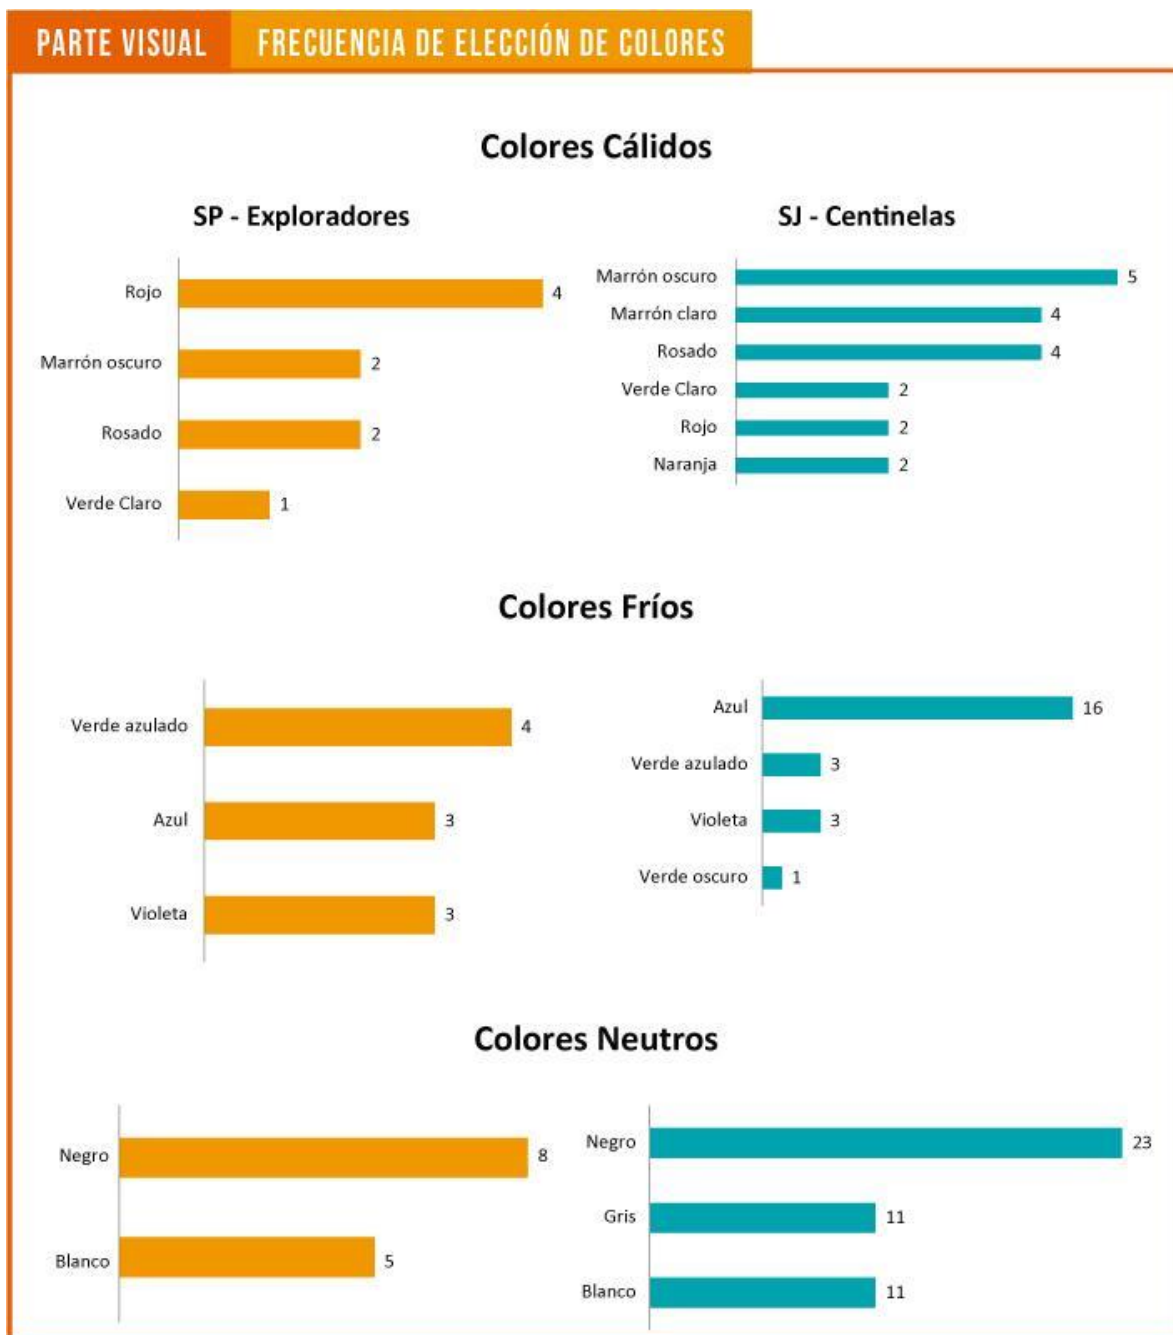 PARTE VISUAL FRECUENCIA DE ELECCIÓN DE COLORES
Colores Cálidos
SP - Exploradores
Rojo 4
Marrón oscuro 2
Rosado 2
Verde Claro 1
SJ - Centinelas
Marrón oscuro 5
Marrón claro 4
Rosado 4
Verde Claro 2
Rojo 2
Naranja 2
Colores Fríos
Verde azulado 4
Azul 3
Violeta 3
Azul 16
Verde azulado 3
Violeta 3
Verde oscuro 1
Colores Neutros
Negro 8
Blanco 5
Negro 23
Gris 11
Blanco 11